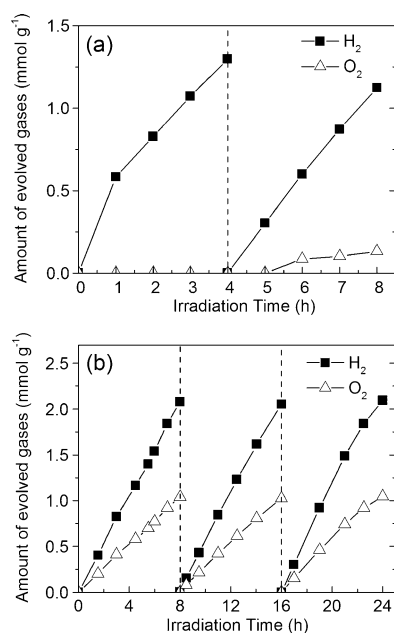 (a)
H2
O2
Amount of evolved gases (mmol g-1)
1.5
1.0
0.5
0.0
0 1 2 3 4 5 6 7 8
Irradiation Time (h)
(b)
H2
O2
Amount of evolved gases (mmol g-1)
2.5
2.0
1.5
1.0
0.5
0.0
0 4 8 12 16 20 24
Irradiation Time (h)